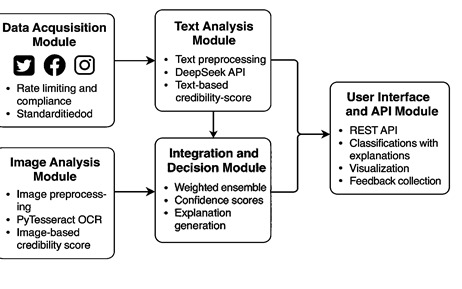 Data Acqusisition
Module
Rate limiting and
compliance
Standarditiedod
Text Analysis
Module
Text preprocessing
DeepSeek API
Text-based
credibility-score
Image Analysis
Module
Image preprocess-
ing
PyTesseract OCR
Image-based
credibility score
Integration and
Decision Module
Weighted ensemble
Confidence scores
Explanation
generation
User Interface
and API Module
REST API
Classifications with
explanations
Visualization
Feedback collection